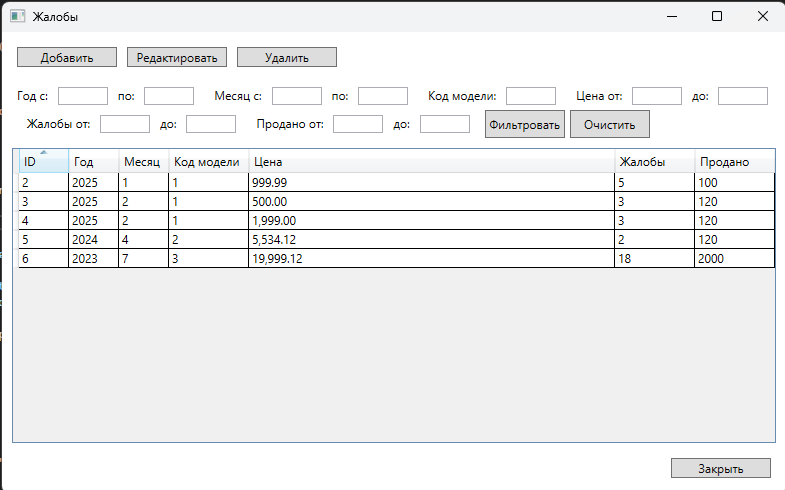 Жалобы
Добавить Редактировать Удалить
Год с: по: Месяц с: по: Код модели: Цена от: до:
Жалобы от: до: Продано от: до: Фильтровать Очистить
ID Год Месяц Код модели Цена Жалобы Продано
2 2025 1 1 999.99 5 100
3 2025 2 1 500.00 3 120
4 2025 2 1 1,999.00 3 120
5 2024 4 2 5,534.12 2 120
6 2023 7 3 19,999.12 18 2000
Закрыть